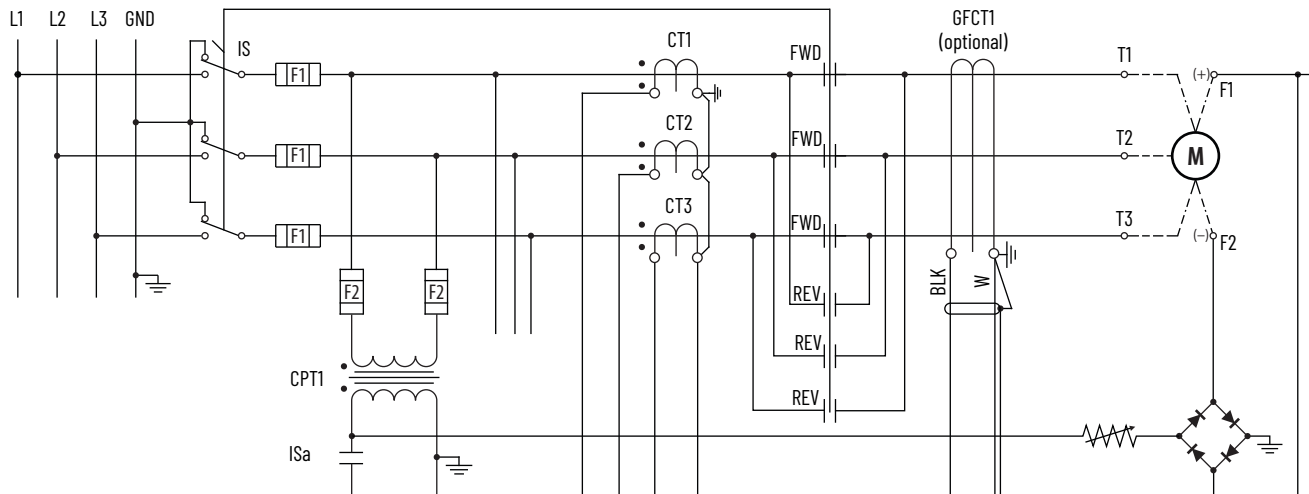 L1 L2 L3 GND
IS
CT1
FWD
GFCT1
(optional)
T1
F1
(+)
F1
CT2
FWD
T2
F1
M
CT3
FWD
T3
F1
(–)
F2
F2
F2
BLK
W
REV
REV
REV
CPT1
ISa